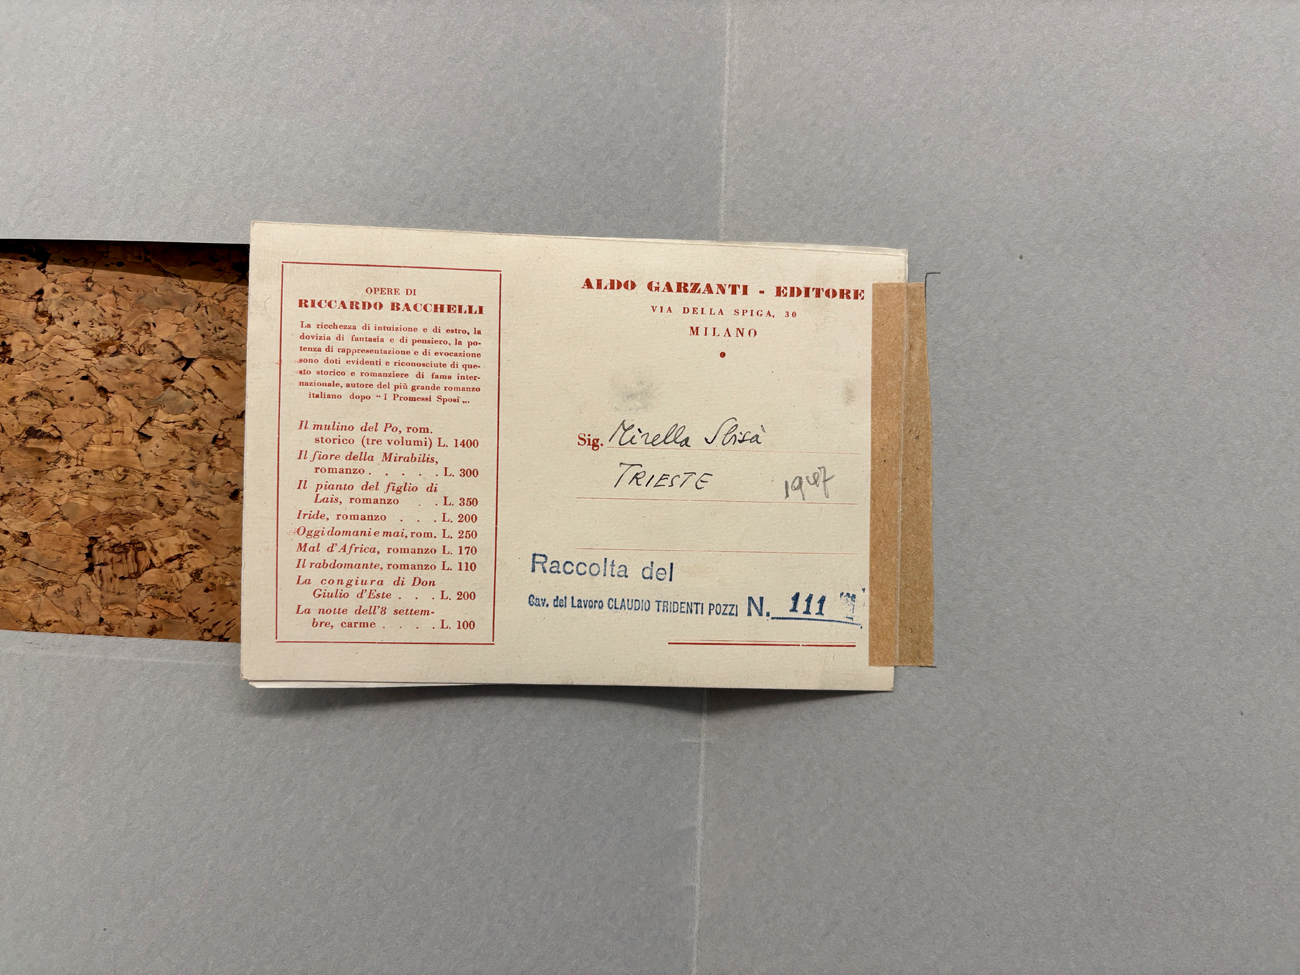 OPERE DI
RICCARDO BACCHELLI
La ricchezza di intuizione e di estro, la
dovizia di fantasia e di pensiero, la po-
tenza di rappresentazione e di evocazione
sono doti evidenti e riconosciute di que-
sto storico e romanziere di fama inter-
nazionale, autore del più grande romanzo
italiano dopo "I Promessi Sposi„.
Il mulino del Po, rom.
storico (tre volumi) L. 1400
Il fiore della Mirabilis,
romanzo . . . . . L. 300
Il pianto del figlio di
Lais, romanzo . . L. 350
Iride, romanzo . . . L. 200
Oggi domani e mai, rom. L. 250
Mal d'Africa, romanzo L. 170
Il rabdomante, romanzo L. 110
La congiura di Don
Giulio d'Este . . . L. 200
La notte dell'8 settem-
bre, carme . . . . L. 100
ALDO GARZANTI - EDITORE
VIA DELLA SPIGA, 30
MILANO
Sig. Mirella
TRIESTE
1947
Raccolta del
Cav. del Lavoro CLAUDIO TRIDENTI POZZI N. 111